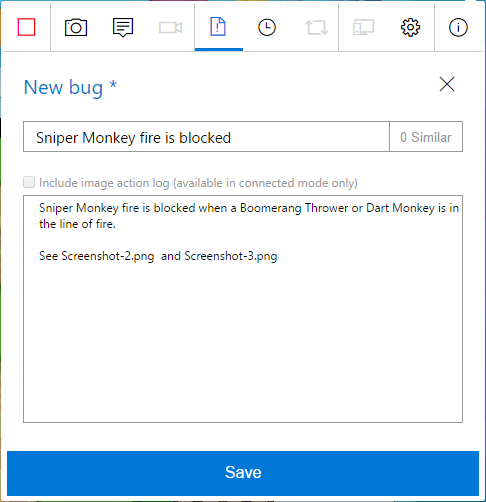 New bug *
Sniper Monkey fire is blocked
0 Similar
Include image action log (available in connected mode only)
Sniper Monkey fire is blocked when a Boomerang Thrower or Dart Monkey is in
the line of fire.
See Screenshot-2.png  and Screenshot-3.png
Save